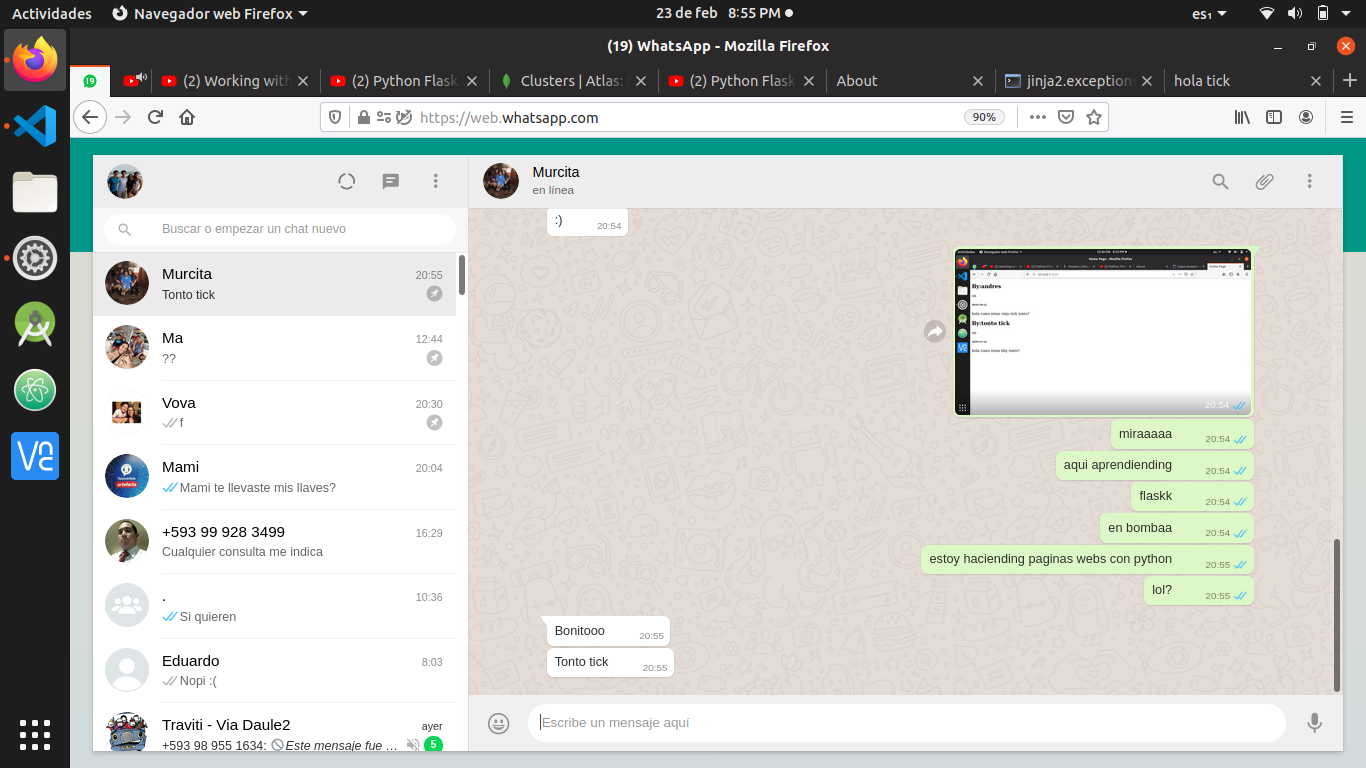 Actividades Navegador web Firefox 23 de feb 8:55 PM es₁
(19) WhatsApp - Mozilla Firefox
19 (2) Working with (2) Python Flask Clusters | Atlas: (2) Python Flask About jinja2.exceptions hola tick
https://web.whatsapp.com 90%
Murcita
en línea
Buscar o empezar un chat nuevo
Murcita 20:55
Tonto tick
Ma 12:44
??
Vova 20:30
f
Mami 20:04
Mami te llevaste mis llaves?
+593 99 928 3499 16:29
Cualquier consulta me indica
. 10:36
Si quieren
Eduardo 8:03
Nopi :(
Traviti - Via Daule2 ayer
+593 98 955 1634: Este mensaje fue … 5
:) 20:54
Home Page - Mozilla Firefox
By:andres
hola como estas viejo tick tonto?
By:tonto tick
hola como estas bby tonto?
20:54
miraaaaa 20:54
aqui aprendiending 20:54
flaskk 20:54
en bombaa 20:54
estoy haciending paginas webs con python 20:55
lol? 20:55
Bonitooo 20:55
Tonto tick 20:55
Escribe un mensaje aquí